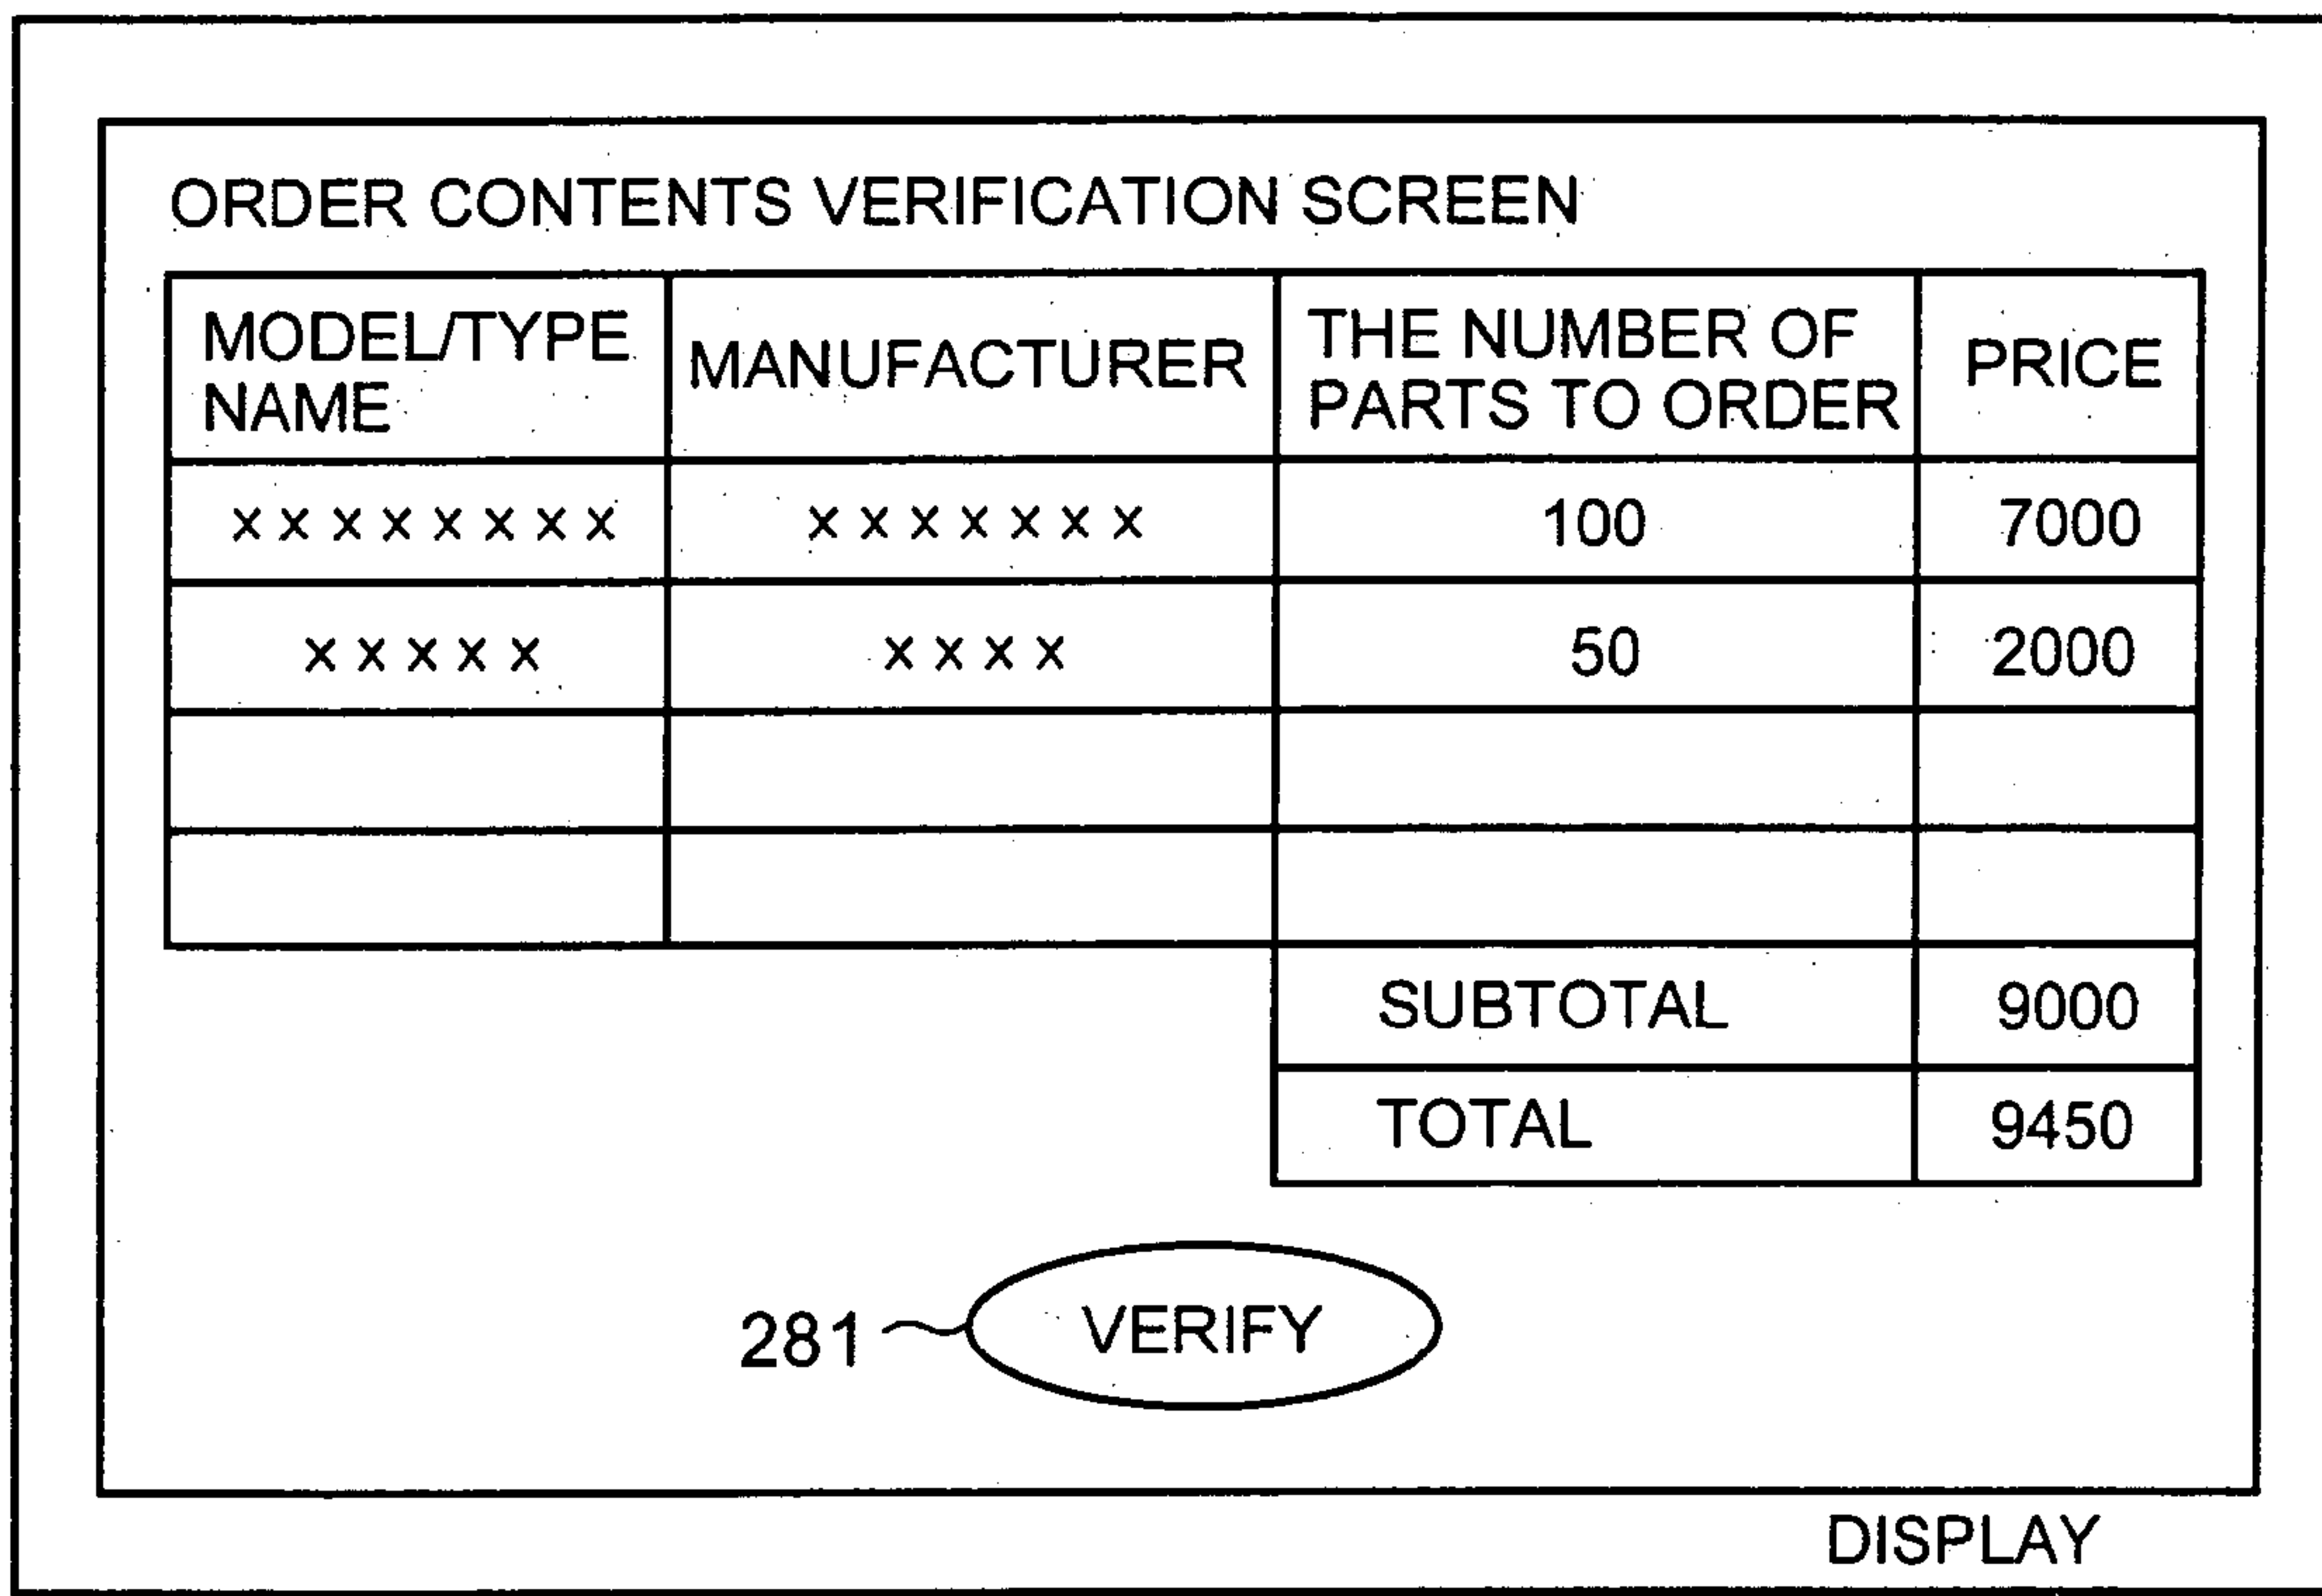 ORDER CONTENTS VERIFICATION SCREEN
MODEL/TYPE NAME MANUFACTURER THE NUMBER OF PARTS TO ORDER PRICE
×××××××× ××××××× 100 7000
××××× ×××× 50 2000
SUBTOTAL 9000
TOTAL 9450
281 VERIFY
DISPLAY